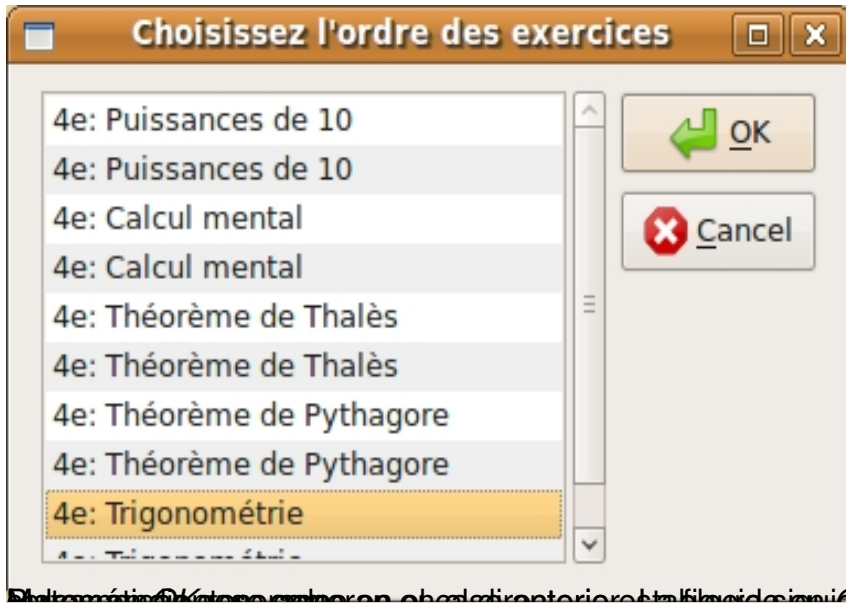 Choisissez l'ordre des exercices
4e: Puissances de 10
4e: Puissances de 10
4e: Calcul mental
4e: Calcul mental
4e: Théorème de Thalès
4e: Théorème de Thalès
4e: Théorème de Pythagore
4e: Théorème de Pythagore
4e: Trigonométrie
4e: Trigonométrie
OK
Cancel